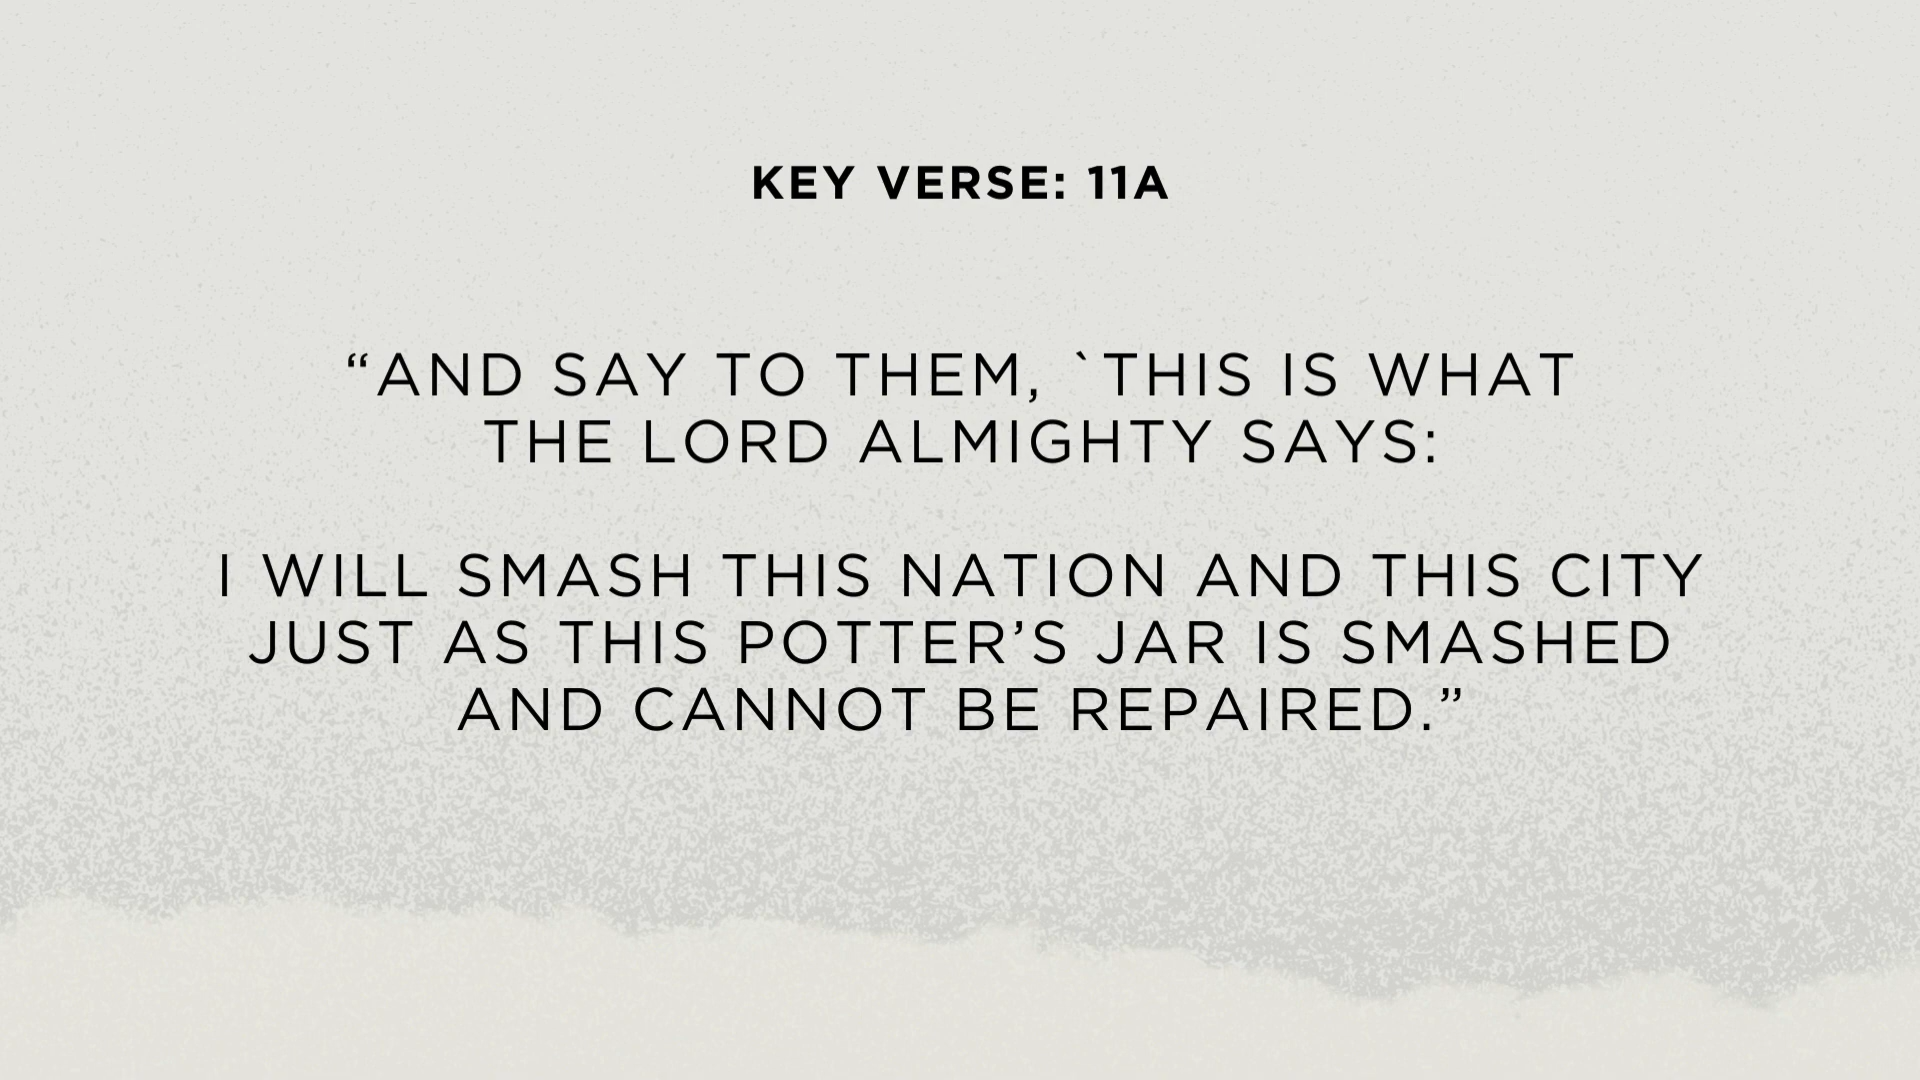 KEY VERSE: 11A
“AND SAY TO THEM, `THIS IS WHAT
THE LORD ALMIGHTY SAYS:
I WILL SMASH THIS NATION AND THIS CITY
JUST AS THIS POTTER’S JAR IS SMASHED
AND CANNOT BE REPAIRED.”